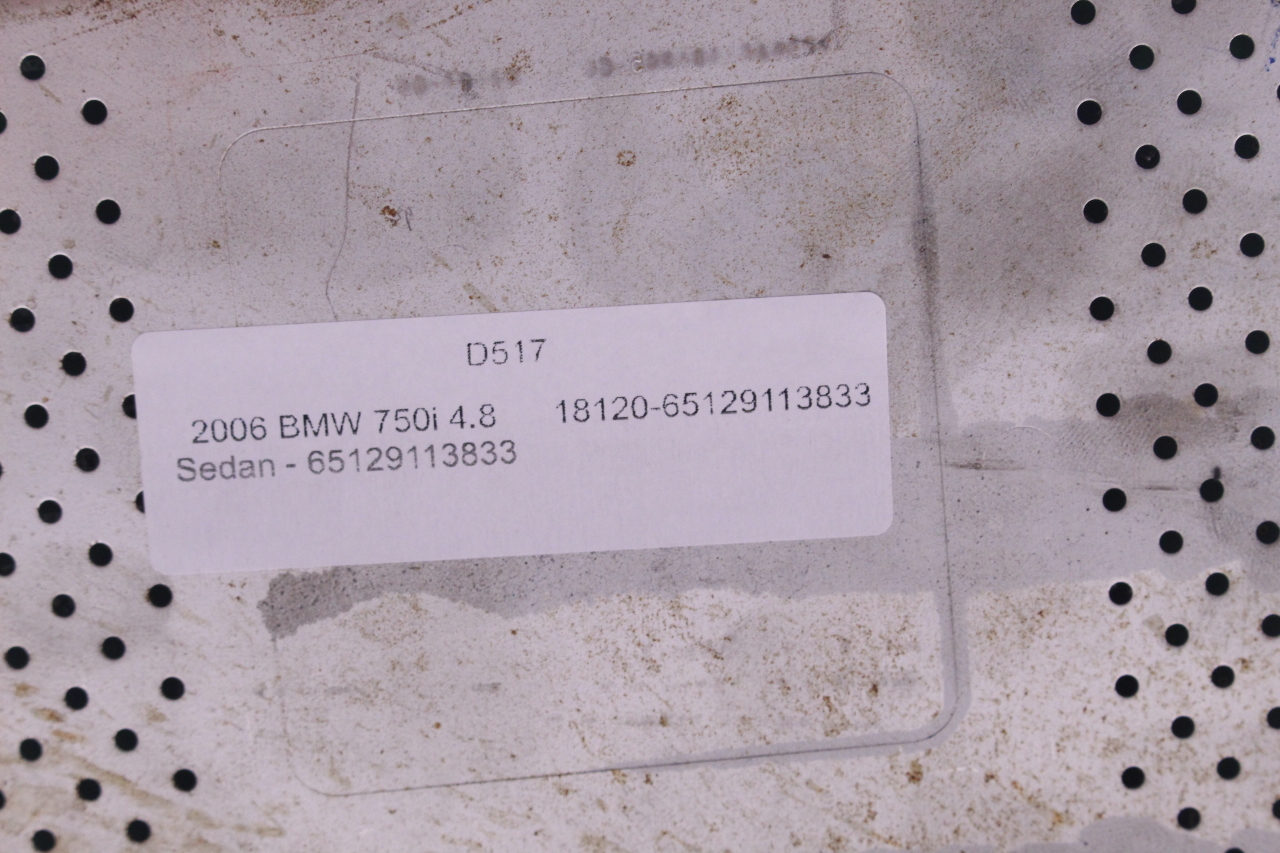 D517
2006 BMW 750i 4.8 18120-65129113833
Sedan - 65129113833